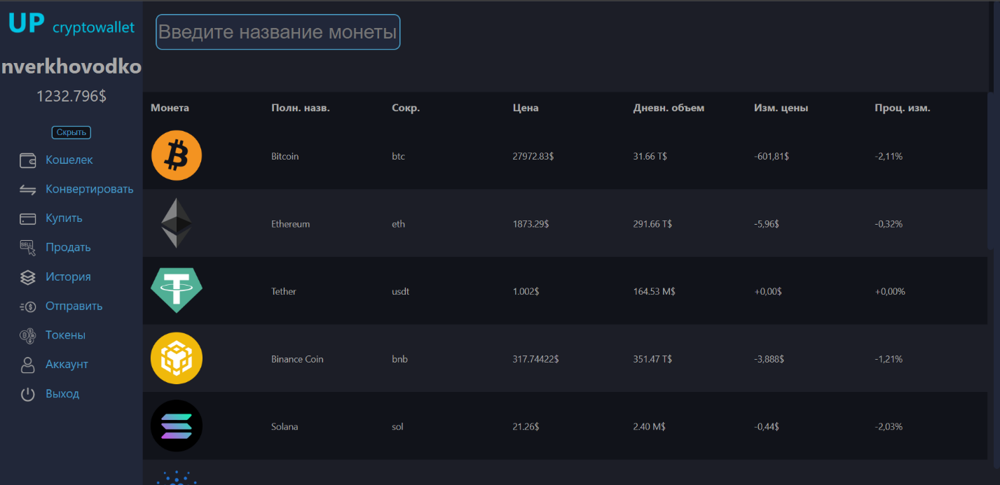 UP cryptowallet
nverkhovodko
1232.796$
Скрыть
Кошелек
Конвертировать
Купить
SELL
Продать
История
Отправить
Токены
Аккаунт
Выход
Введите название монеты
Монета Полн. назв. Сокр. Цена Дневн. объем Изм. цены Проц. изм.
Bitcoin btc 27972.83$ 31.66 T$ -601,81$ -2,11%
Ethereum eth 1873.29$ 291.66 T$ -5,96$ -0,32%
Tether usdt 1.002$ 164.53 M$ +0,00$ +0,00%
Binance Coin bnb 317.74422$ 351.47 T$ -3,888$ -1,21%
Solana sol 21.26$ 2.40 M$ -0,44$ -2,03%